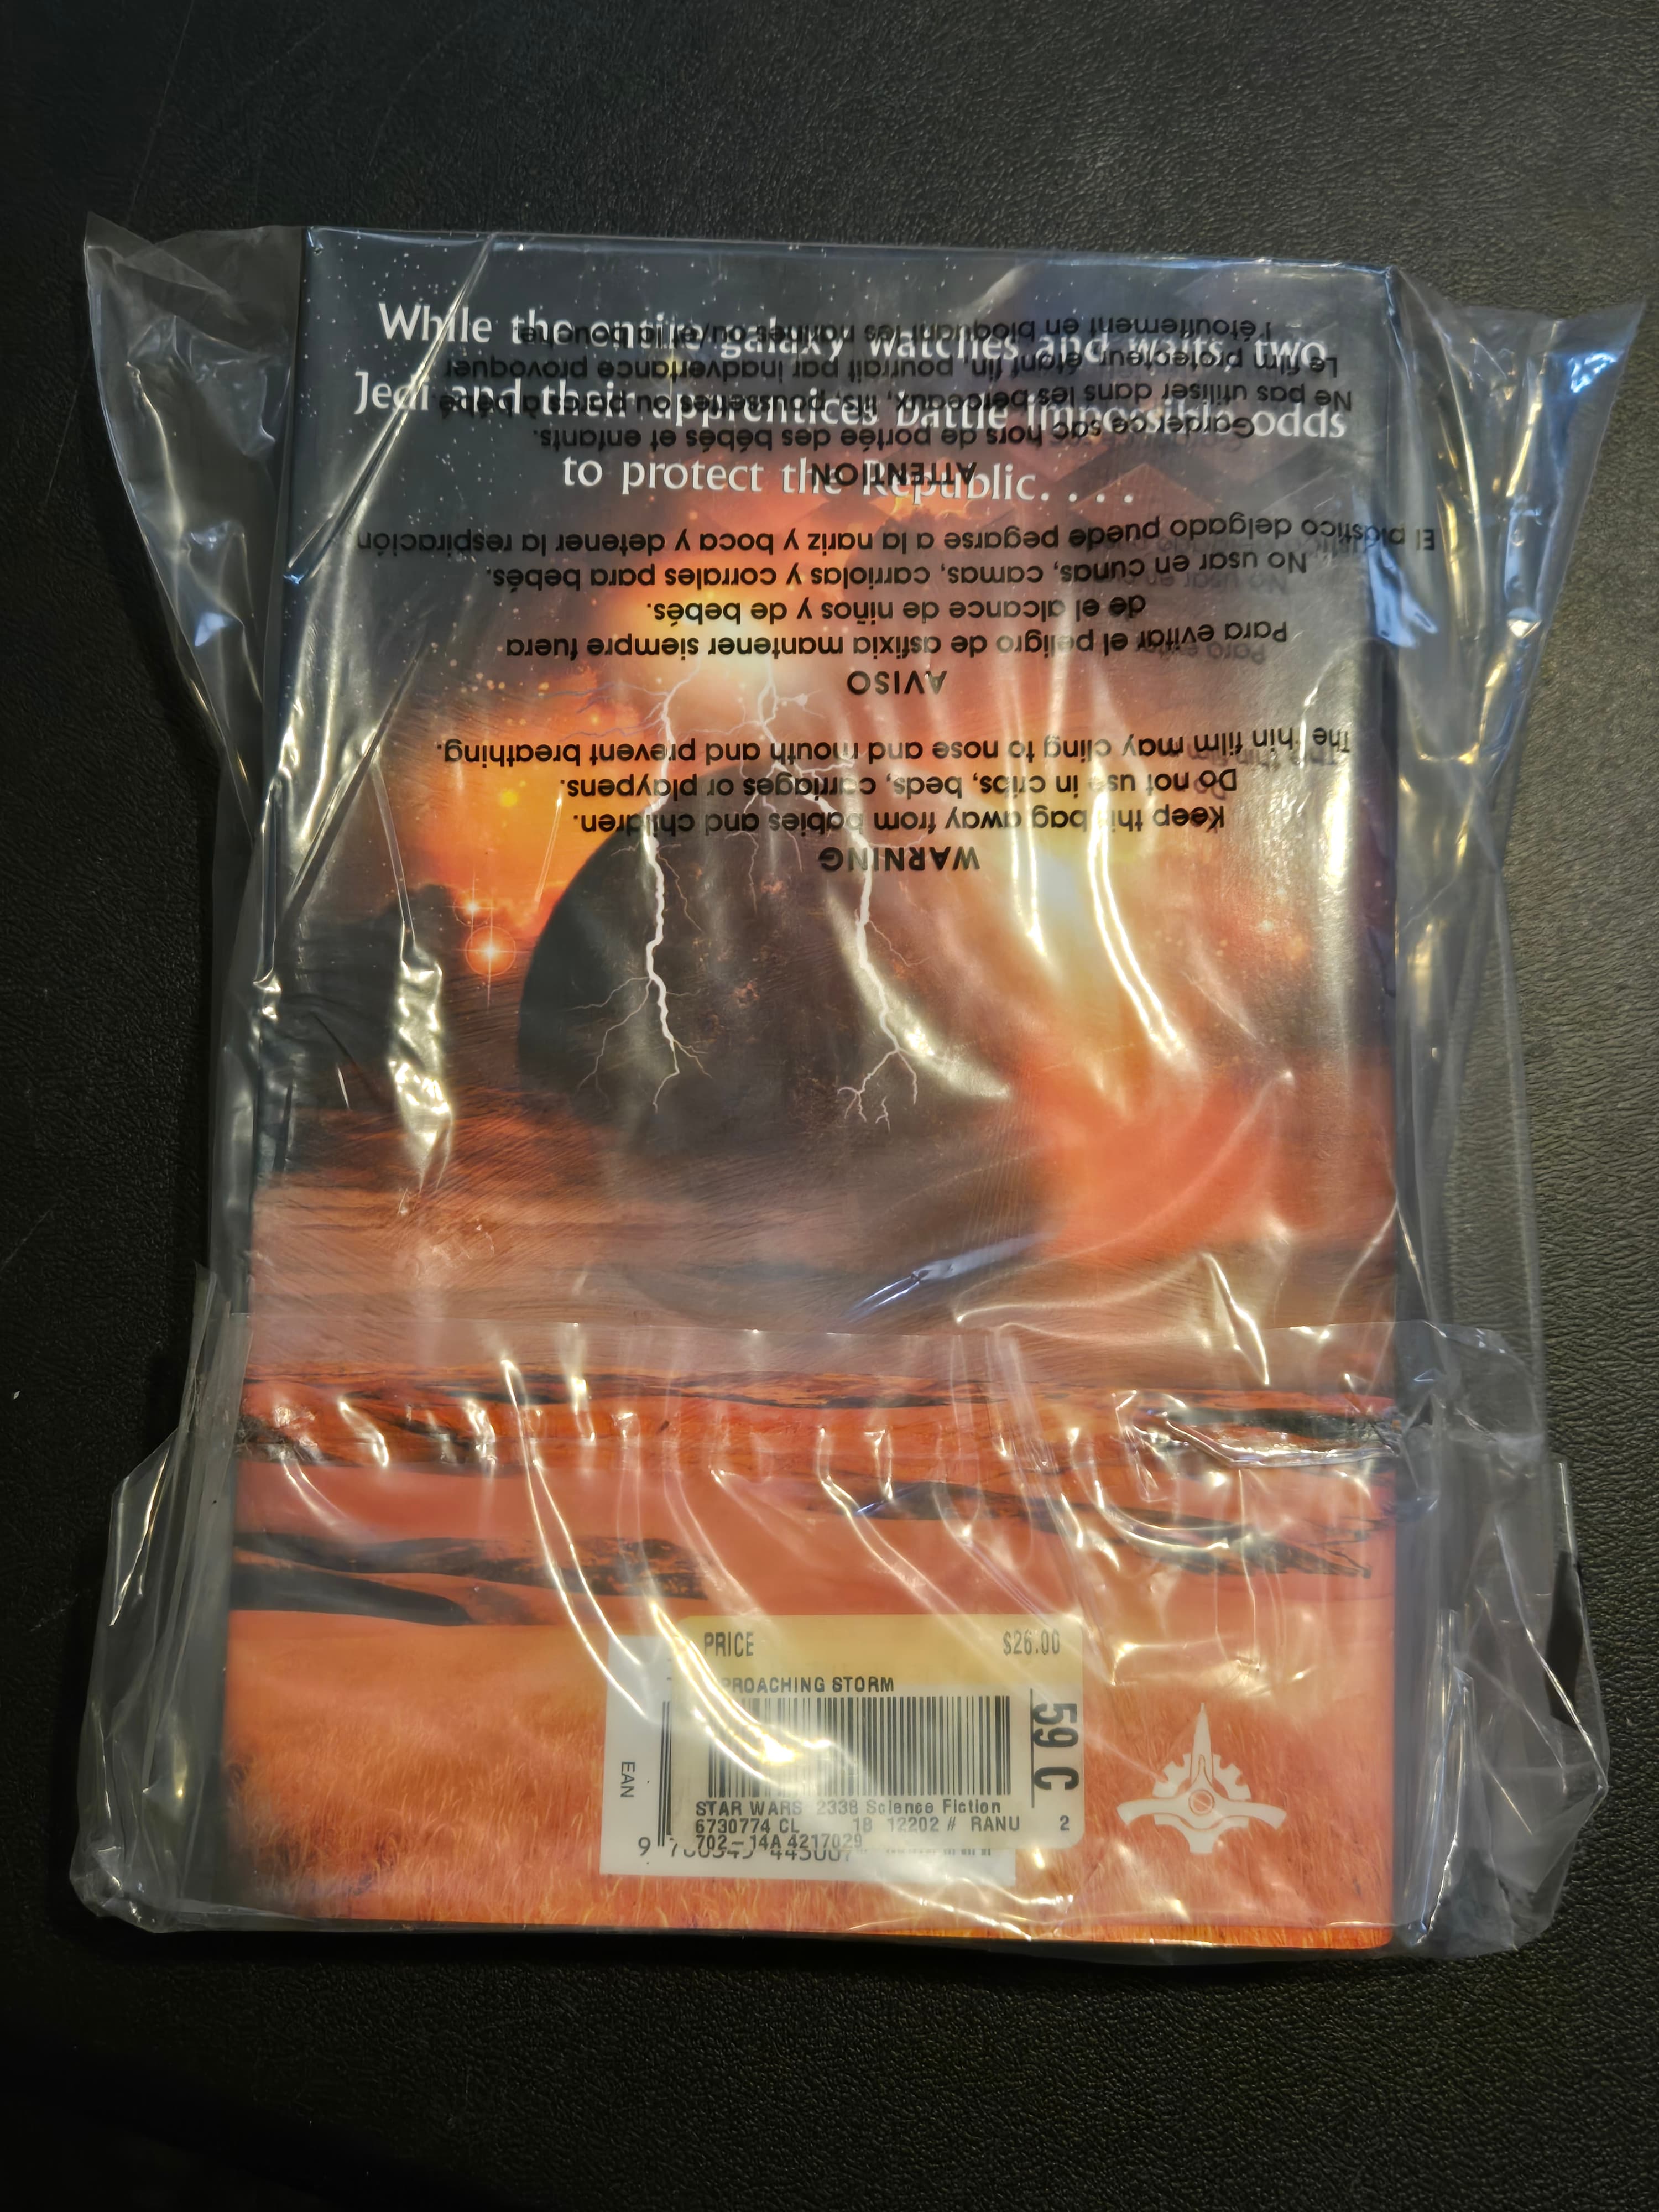 While the entire galaxy watches and waits, two
Jedi and their apprentices battle impossible odds
to protect the Republic. . . .
WARNING
Keep this bag away from babies and children.
Do not use in cribs, beds, carriages or playpens.
The thin film may cling to nose and mouth and prevent breathing.
AVISO
Para evitar el peligro de asfixia mantener siempre fuera
de el alcance de niños y de bebés.
No usar en cunas, camas, carriolas y corrales para bebés.
El plástico delgado puede pegarse a la nariz y boca y detener la respiración
ATTENTION
Garder ce sac hors de portée des bébés et enfants.
Ne pas utiliser dans les berceaux, lits, poussettes ou parcs à bébé.
Le film protecteur étant fin, pourrait par inadvertance provoquer
l'étouffement en bloquant les narines ou/et la bouche
PRICE $26.00
PROACHING STORM
59 C
EAN
STAR WARS 2338 Science Fiction
6730774 CL 18 12202 # RANU 2
702-14A 4217029
9